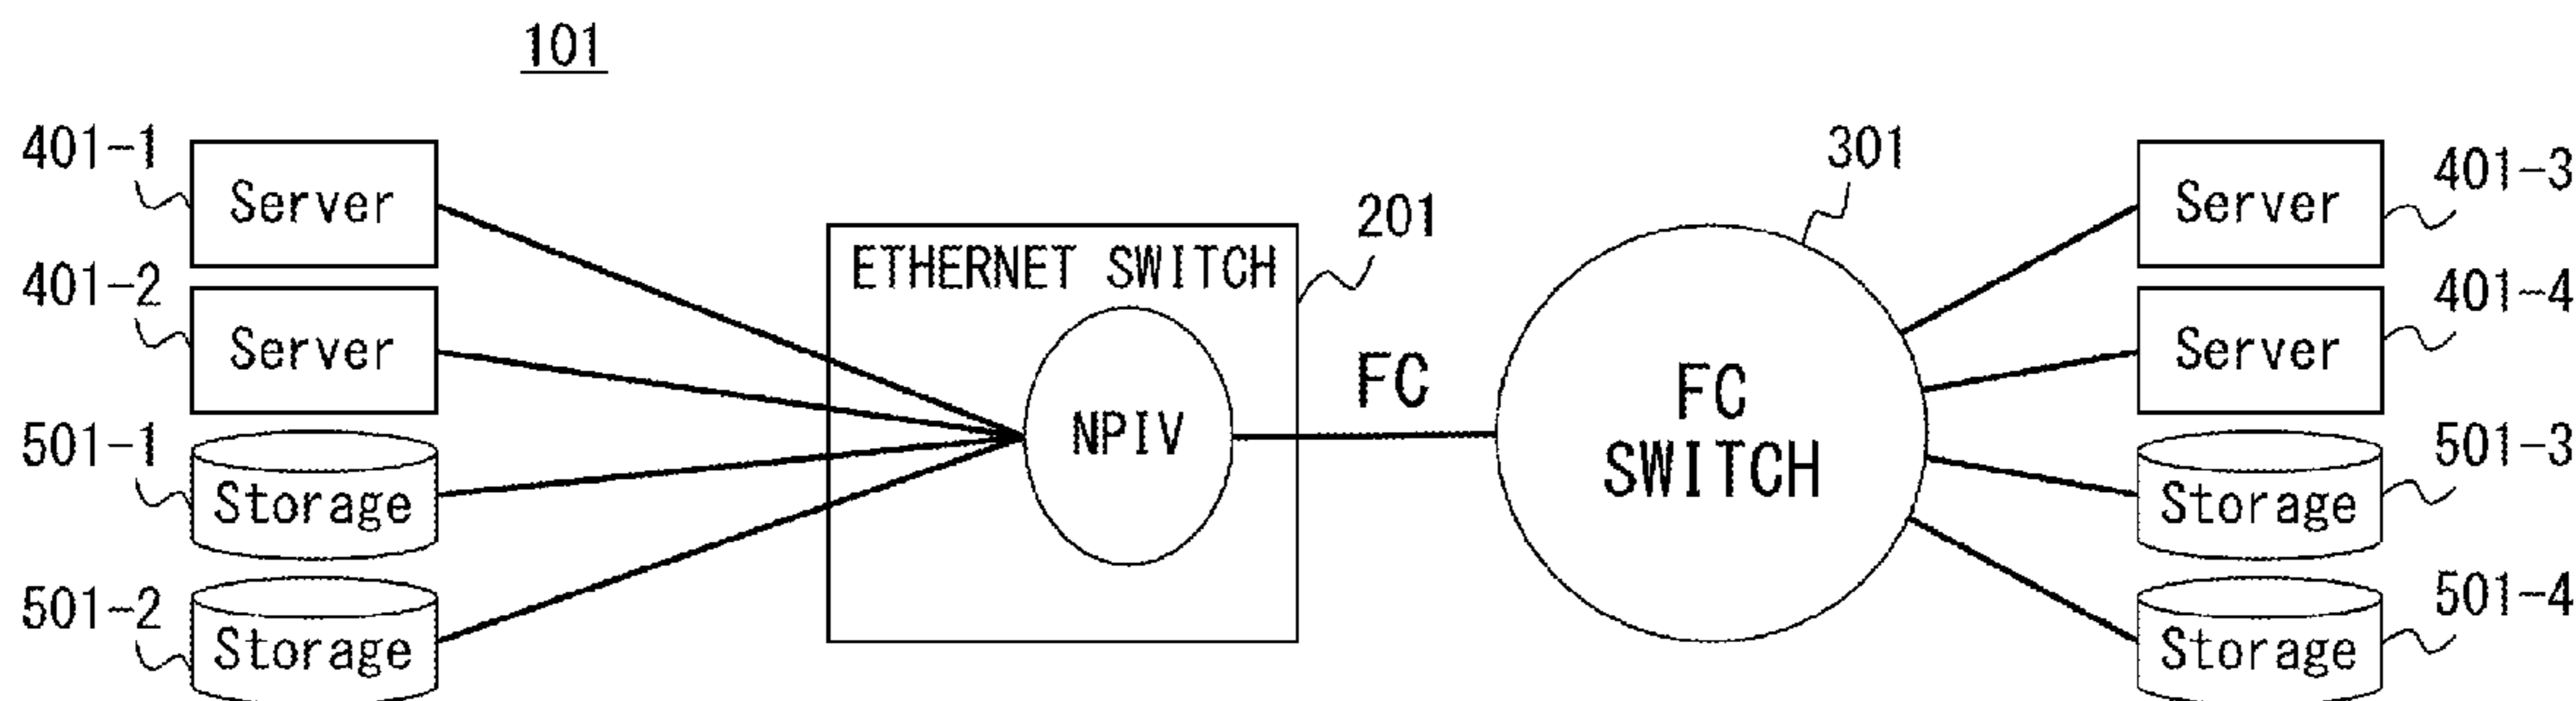 101
401-1
Server
401-2
Server
501-1
Storage
501-2
Storage
ETHERNET SWITCH
201
NPIV
FC
301
FC
SWITCH
Server
401-3
Server
401-4
Storage
501-3
Storage
501-4